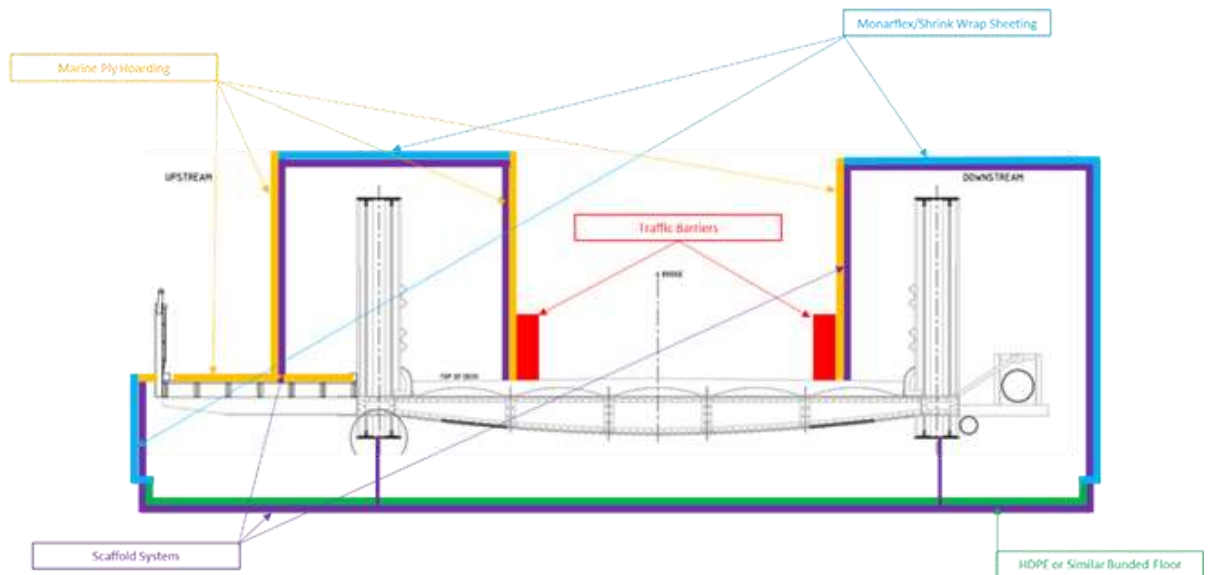 Monarflex/Shrink Wrap Sheeting
Marine Ply Hoarding
UPSTREAM
DOWNSTREAM
Traffic Barriers
BRIDGE
TOP OF DECK
Scaffold System
HDPE or Similar Bunded Floor